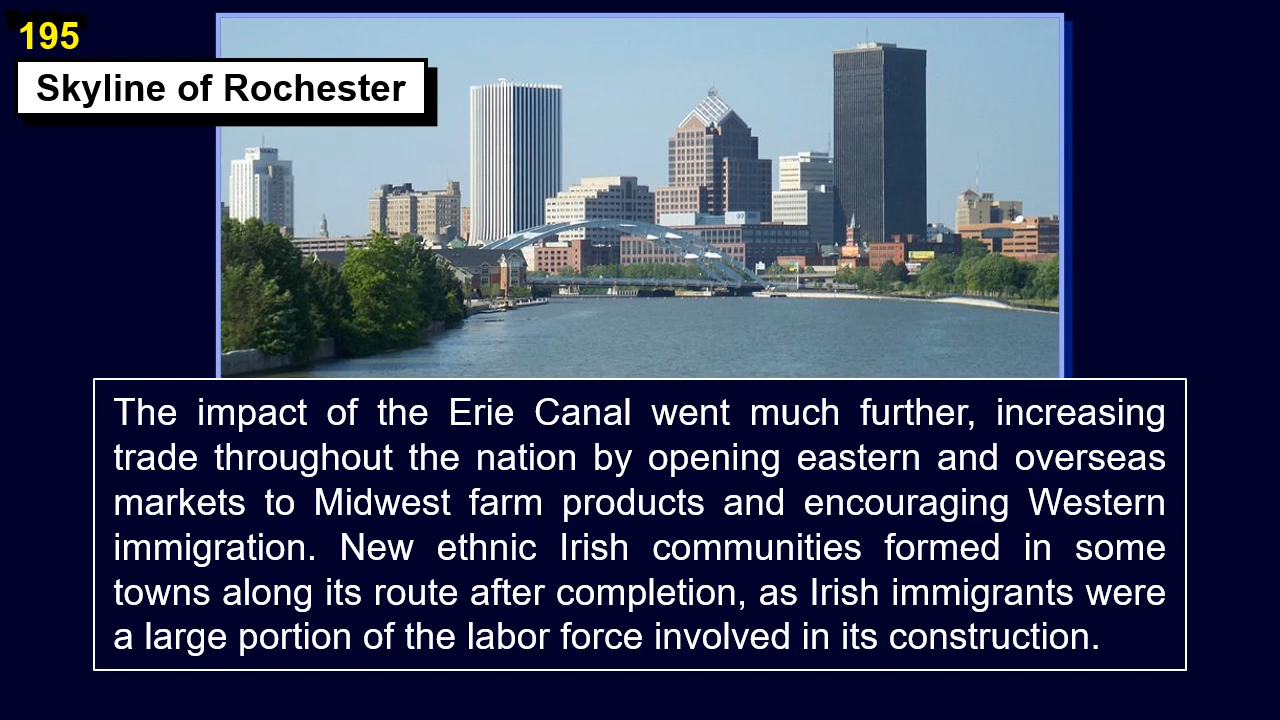 195
Skyline of Rochester
The impact of the Erie Canal went much further, increasing
trade throughout the nation by opening eastern and overseas
markets to Midwest farm products and encouraging Western
immigration. New ethnic Irish communities formed in some
towns along its route after completion, as Irish immigrants were
a large portion of the labor force involved in its construction.